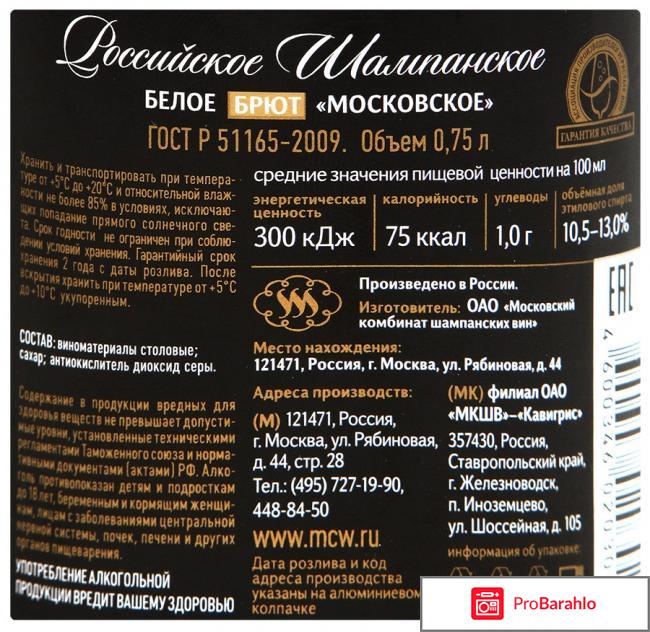 Российское Шампанское
БЕЛОЕ БРЮТ «МОСКОВСКОЕ»
ГОСТ Р 51165-2009. Объем 0,75 л
ГАРАНТИЯ КАЧЕСТВА
Хранить и транспортировать при темпера-
туре от +5°С до +20°С и относительной влаж-
ности не более 85% в условиях, исключаю-
щих попадание прямого солнечного све-
та. Срок годности не ограничен при соблю-
дении условий хранения. Гарантийный срок
хранения 2 года с даты розлива. После
вскрытия хранить при температуре от +5°С
до +10°С укупоренным.
СОСТАВ: виноматериалы столовые;
сахар; антиокислитель диоксид серы.
Содержание в продукции вредных для
здоровья веществ не превышает допусти-
мые уровни, установленные техническими
регламентами Таможенного союза и норма-
тивными документами (актами) РФ. Алко-
голь противопоказан детям и подросткам
до 18 лет, беременным и кормящим женщи-
нам, лицам с заболеваниями центральной
нервной системы, почек, печени и других
органов пищеварения.
УПОТРЕБЛЕНИЕ АЛКОГОЛЬНОЙ
ПРОДУКЦИИ ВРЕДИТ ВАШЕМУ ЗДОРОВЬЮ
средние значения пищевой ценности на 100 мл
энергетическая
ценность
300 кДж
калорийность
75 ккал
углеводы
1,0 г
объёмная доля
этилового спирта
10,5-13,0%
Произведено в России.
Изготовитель: ОАО «Московский
комбинат шампанских вин»
Место нахождения:
121471, Россия, г. Москва, ул. Рябиновая, д. 44
Адреса производств:
(М) 121471, Россия,
г. Москва, ул. Рябиновая,
д. 44, стр. 28
Тел.: (495) 727-19-90,
448-84-50
www.mcw.ru
Дата розлива и код
адреса производства
указаны на алюминиевом
колпачке
(МК) филиал ОАО
«МКШВ»-«Кавигрис»
357430, Россия,
Ставропольский край,
г. Железноводск,
п. Иноземцево,
ул. Шоссейная, д. 105
информация об упаковке:
ЕАС
ProBarahlo